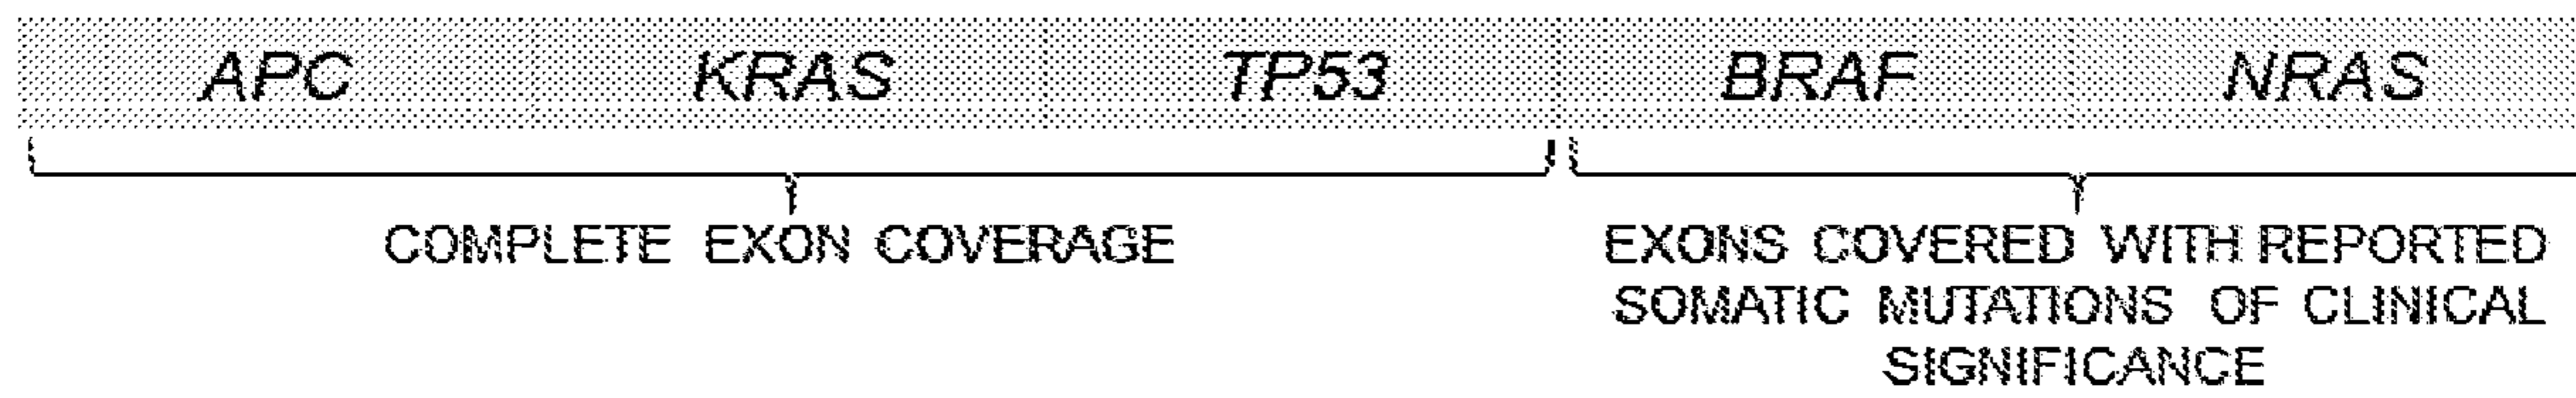 APC KRAS TP53 BRAF NRAS
COMPLETE EXON COVERAGE
EXONS COVERED WITH REPORTED
SOMATIC MUTATIONS OF CLINICAL
SIGNIFICANCE